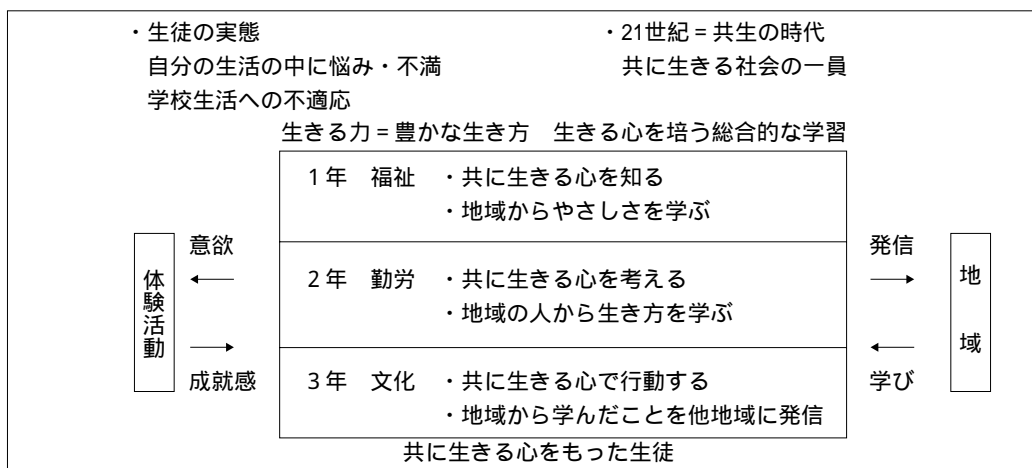 ・生徒の実態
自分の生活の中に悩み・不満
学校生活への不適応
・21世紀=共生の時代
共に生きる社会の一員
生きる力=豊かな生き方　生きる心を培う総合的な学習
1年　福祉　・共に生きる心を知る
・地域からやさしさを学ぶ
2年　勤労　・共に生きる心を考える
・地域の人から生き方を学ぶ
3年　文化　・共に生きる心で行動する
・地域から学んだことを他地域に発信
体験活動
意欲
成就感
発信
学び
地域
共に生きる心をもった生徒